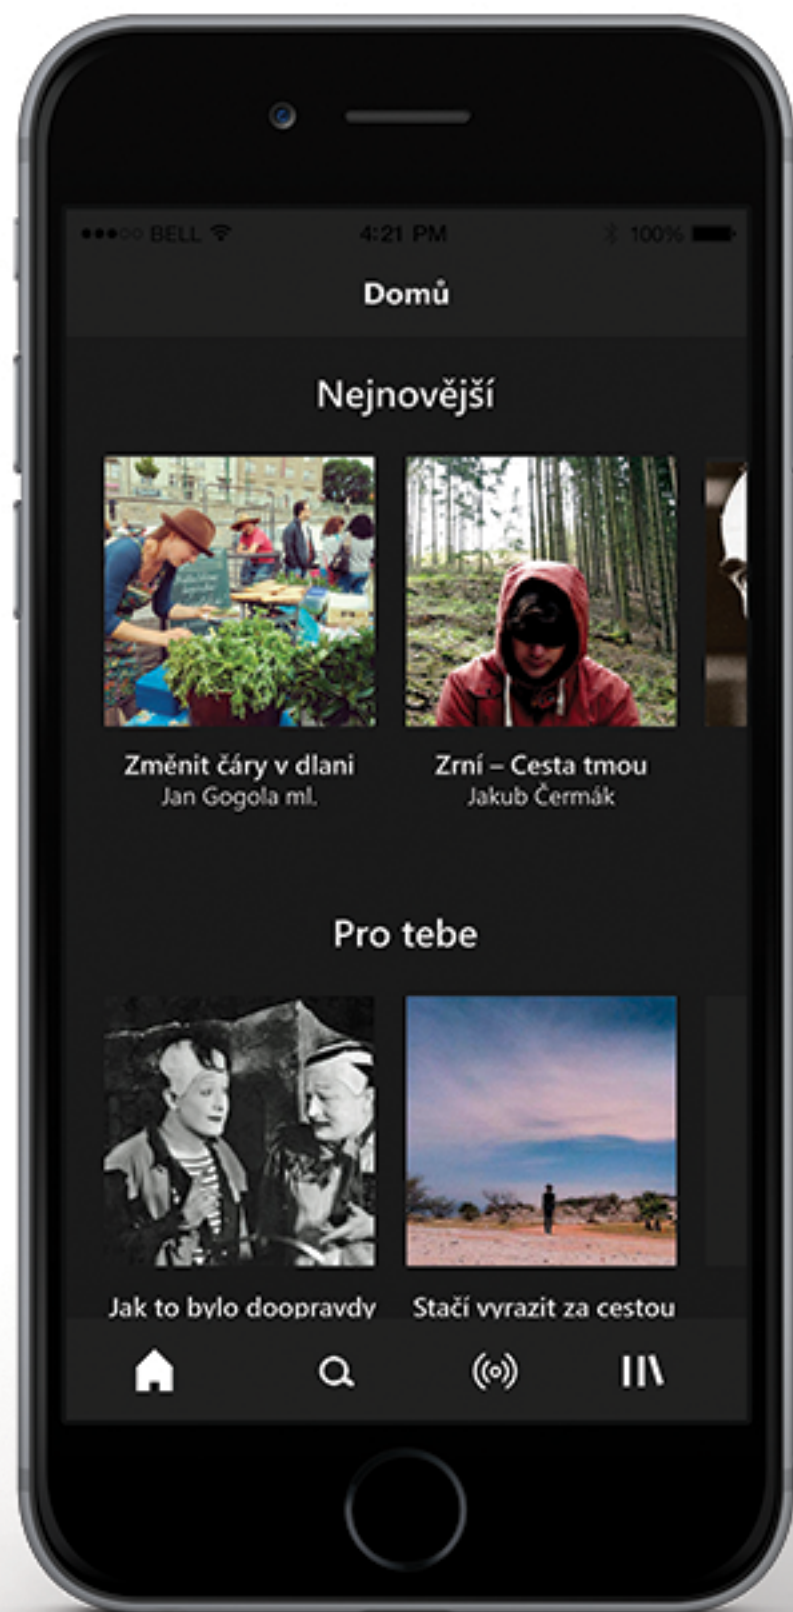 BELL 4:21 PM 100%
Domů
Nejnovější
Změnit čáry v dlani
Jan Gogola ml.
Zrní – Cesta tmou
Jakub Čermák
Pro tebe
Jak to bylo doopravdy
Stačí vyrazit za cestou